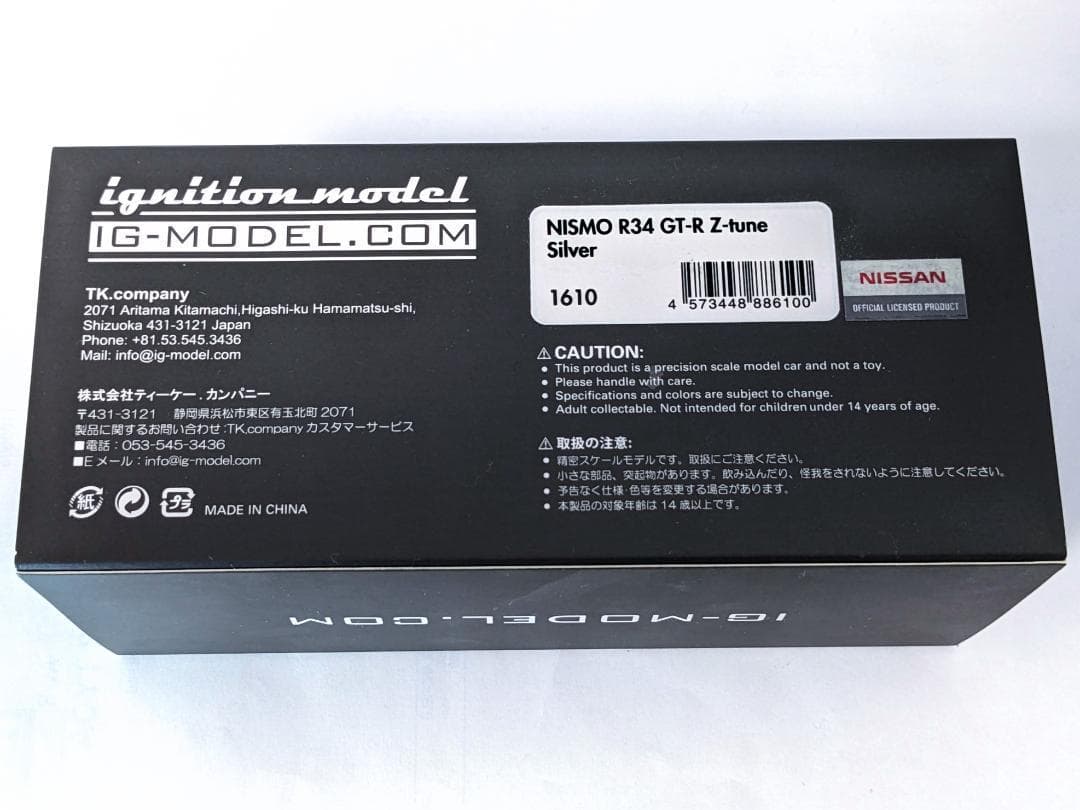 ignition model
IG-MODEL.COM
TK.company
2071 Aritama Kitamachi,Higashi-ku Hamamatsu-shi,
Shizuoka 431-3121 Japan
Phone: +81.53.545.3436
Mail: info@ig-model.com
株式会社ティーケー.カンパニー
〒431-3121 静岡県浜松市東区有玉北町2071
製品に関するお問い合わせ:TK.company カスタマーサービス
■電話:053-545-3436
■Eメール:info@ig-model.com
紙 プラ MADE IN CHINA
NISMO R34 GT-R Z-tune
Silver
1610
4 573448 886100
NISSAN
OFFICIAL LICENSED PRODUCT
⚠ CAUTION:
● This product is a precision scale model car and not a toy.
● Please handle with care.
● Specifications and colors are subject to change.
● Adult collectable. Not intended for children under 14 years of age.
⚠ 取扱の注意:
● 精密スケールモデルです。取扱にご注意ください。
● 小さな部品、突起物があります。飲み込んだり、怪我をされないように注意してください。
● 予告なく仕様・色等を変更する場合があります。
● 本製品の対象年齢は14歳以上です。
IG-MODEL.COM